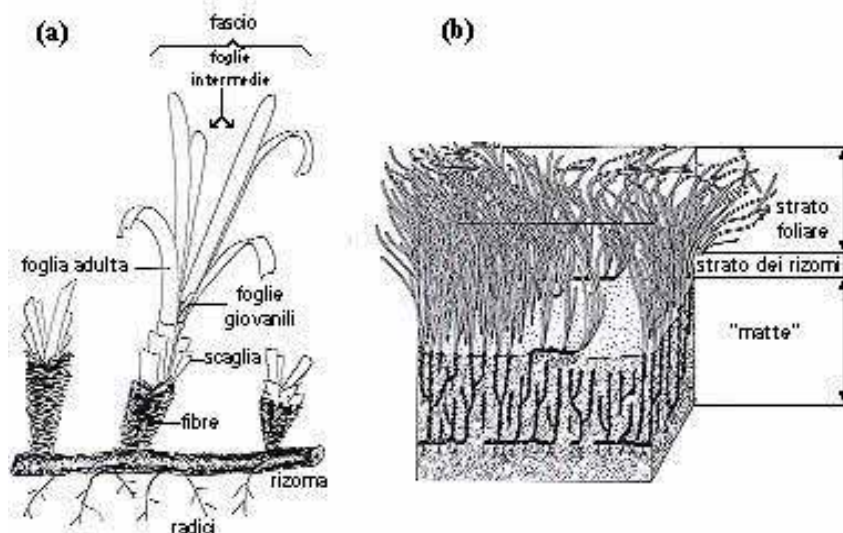 (a)
fascio
foglie
intermedie
foglia adulta
foglie
giovanili
scaglia
fibre
rizoma
radici
(b)
strato
foliare
strato dei rizomi
"matte"